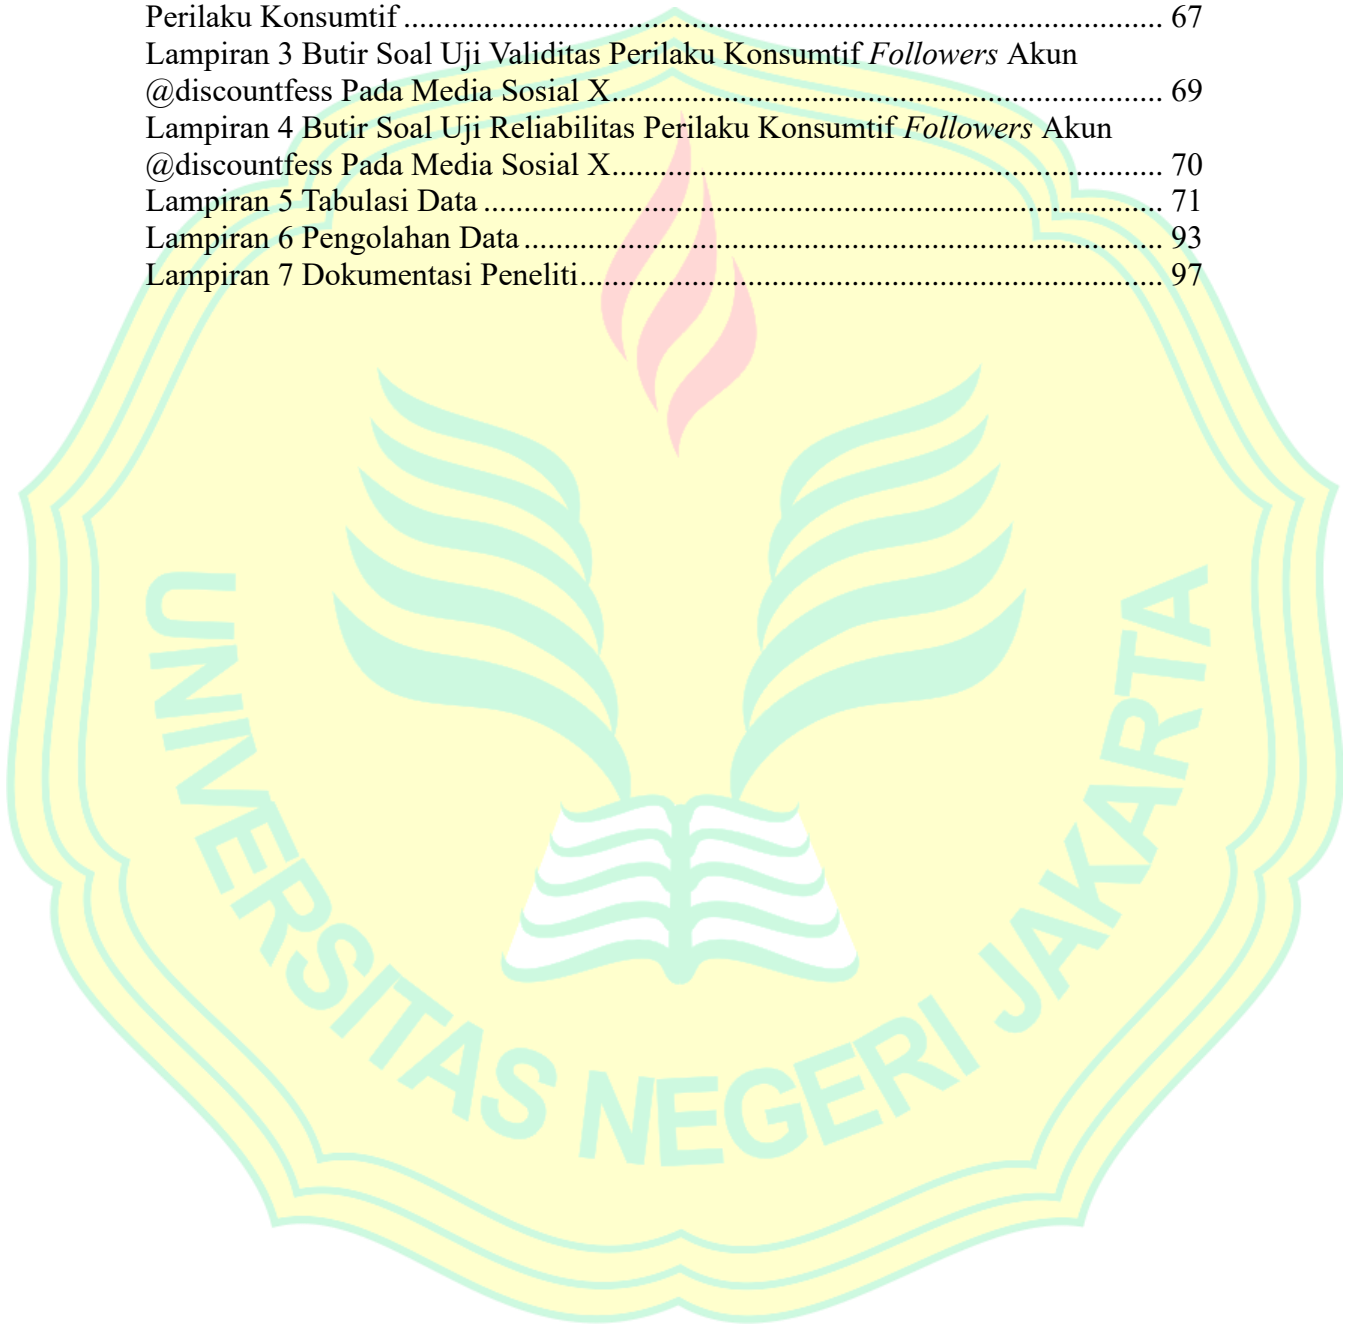 Perilaku Konsumtif ............................................................................................... 67
Lampiran 3 Butir Soal Uji Validitas Perilaku Konsumtif Followers Akun
@discountfess Pada Media Sosial X..................................................................... 69
Lampiran 4 Butir Soal Uji Reliabilitas Perilaku Konsumtif Followers Akun
@discountfess Pada Media Sosial X..................................................................... 70
Lampiran 5 Tabulasi Data ..................................................................................... 71
Lampiran 6 Pengolahan Data ................................................................................ 93
Lampiran 7 Dokumentasi Peneliti......................................................................... 97
UNIVERSITAS NEGERI JAKARTA